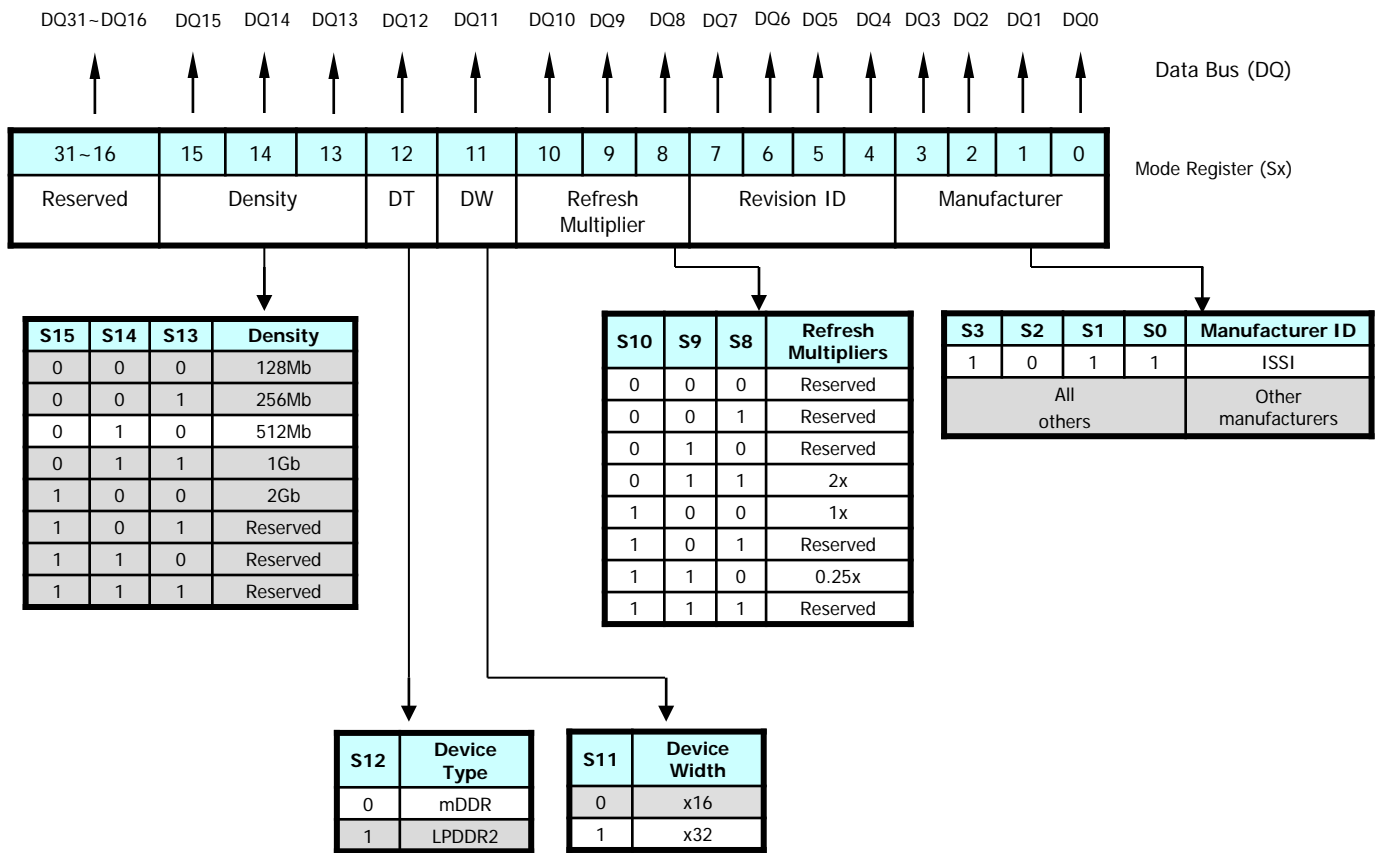 DQ31~DQ16 DQ15 DQ14 DQ13 DQ12 DQ11 DQ10 DQ9 DQ8 DQ7 DQ6 DQ5 DQ4 DQ3 DQ2 DQ1 DQ0
Data Bus (DQ)
31~16 15 14 13 12 11 10 9 8 7 6 5 4 3 2 1 0
Mode Register (Sx)
Reserved Density DT DW Refresh Multiplier Revision ID Manufacturer
S15 S14 S13 Density
0 0 0 128Mb
0 0 1 256Mb
0 1 0 512Mb
0 1 1 1Gb
1 0 0 2Gb
1 0 1 Reserved
1 1 0 Reserved
1 1 1 Reserved
S10 S9 S8 Refresh Multipliers
0 0 0 Reserved
0 0 1 Reserved
0 1 0 Reserved
0 1 1 2x
1 0 0 1x
1 0 1 Reserved
1 1 0 0.25x
1 1 1 Reserved
S3 S2 S1 S0 Manufacturer ID
1 0 1 1 ISSI
All others Other manufacturers
S12 Device Type
0 mDDR
1 LPDDR2
S11 Device Width
0 x16
1 x32